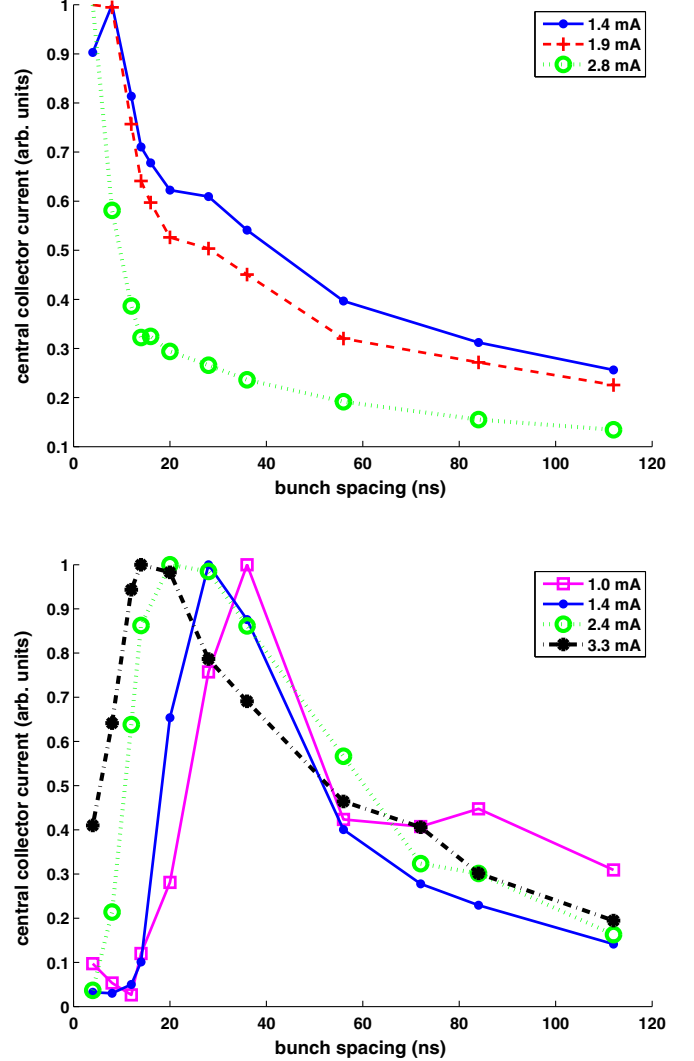 1
0.9
0.8
0.7
0.6
0.5
0.4
0.3
0.2
0.1
central collector current (arb. units)
1.4 mA
1.9 mA
2.8 mA
0 20 40 60 80 100 120
bunch spacing (ns)
1
0.9
0.8
0.7
0.6
0.5
0.4
0.3
0.2
0.1
0
central collector current (arb. units)
1.0 mA
1.4 mA
2.4 mA
3.3 mA
0 20 40 60 80 100 120
bunch spacing (ns)